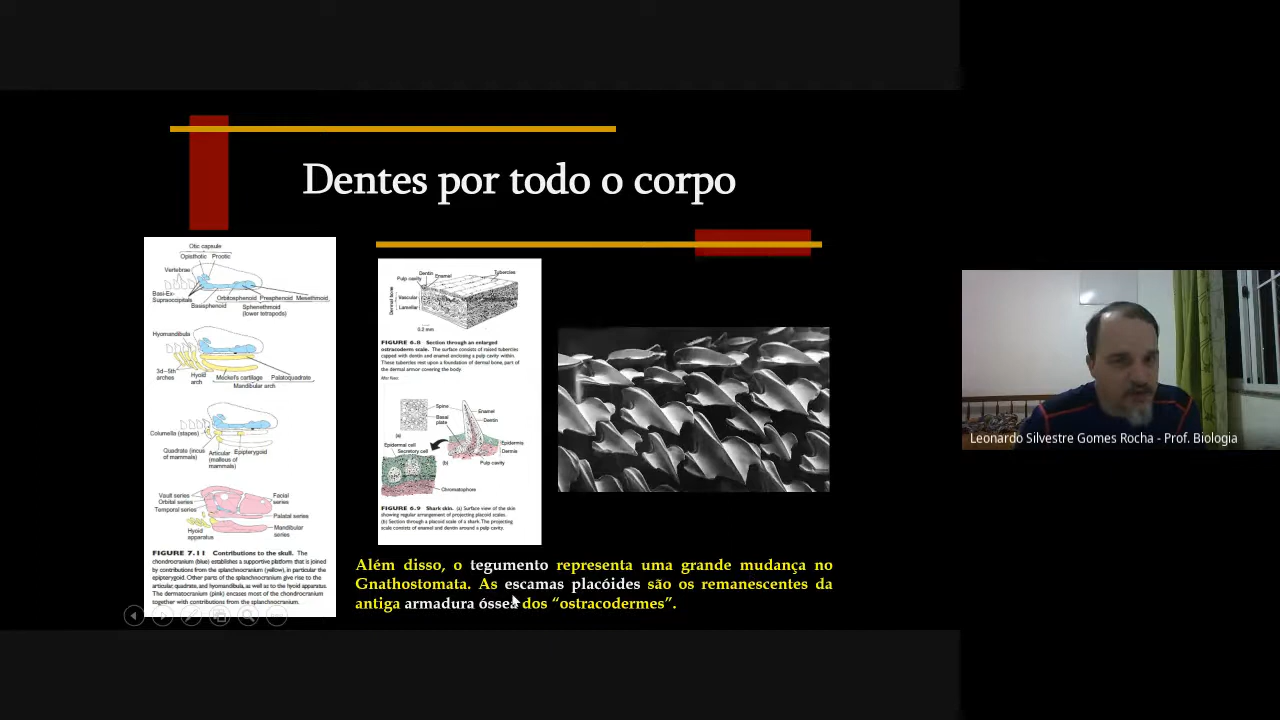 Dentes por todo o corpo
Otic capsule
Opisthotic Prootic
Vertebrae
Basi-Ex-
Supraoccipitals
Orbitosphenoid Presphenoid Mesethmoid
Basisphenoid
Sphenethmoid
(lower tetrapods)
Hyomandibula
3d–5th
arches
Hyoid
arch
Meckel's cartilage Palatoquadrate
Mandibular arch
Columella (stapes)
Quadrate (incus
of mammals)
Articular
(malleus of
mammals)
Epipterygoid
Vault series
Orbital series
Temporal series
Facial
series
Palatal series
Mandibular
series
Hyoid
apparatus
FIGURE 7.11 Contributions to the skull. The
chondrocranium (blue) establishes a supportive platform that is joined
by contributions from the splanchnocranium (yellow), in particular the
epipterygoid. Other parts of the splanchnocranium give rise to the
articular, quadrate, and hyomandibula, as well as to the hyoid apparatus.
The dermatocranium (pink) encases most of the chondrocranium
together with contributions from the splanchnocranium.
Pulp cavity
Dentin
Enamel
Tubercles
Dermal bone
Vascular
Lamellar
0.2 mm
FIGURE 6.8 Section through an enlarged
ostracoderm scale. The surface consists of raised tubercles
capped with dentin and enamel enclosing a pulp cavity within.
These tubercles rest upon a foundation of dermal bone, part of
the dermal armor covering the body.
Spine
Basal
plate
(a)
Enamel
Dentin
Epidermis
Dermis
Pulp cavity
(b)
Epidermal cell
Secretory cell
Chromatophore
FIGURE 6.9 Shark skin. (a) Surface view of the skin
showing regular arrangement of projecting placoid scales.
(b) Section through a placoid scale of a shark. The projecting
scale consists of enamel and dentin around a pulp cavity.
Além disso, o tegumento representa uma grande mudança no
Gnathostomata. As escamas placóides são os remanescentes da
antiga armadura óssea dos “ostracodermes”.
Leonardo Silvestre Gomes Rocha - Prof. Biologia